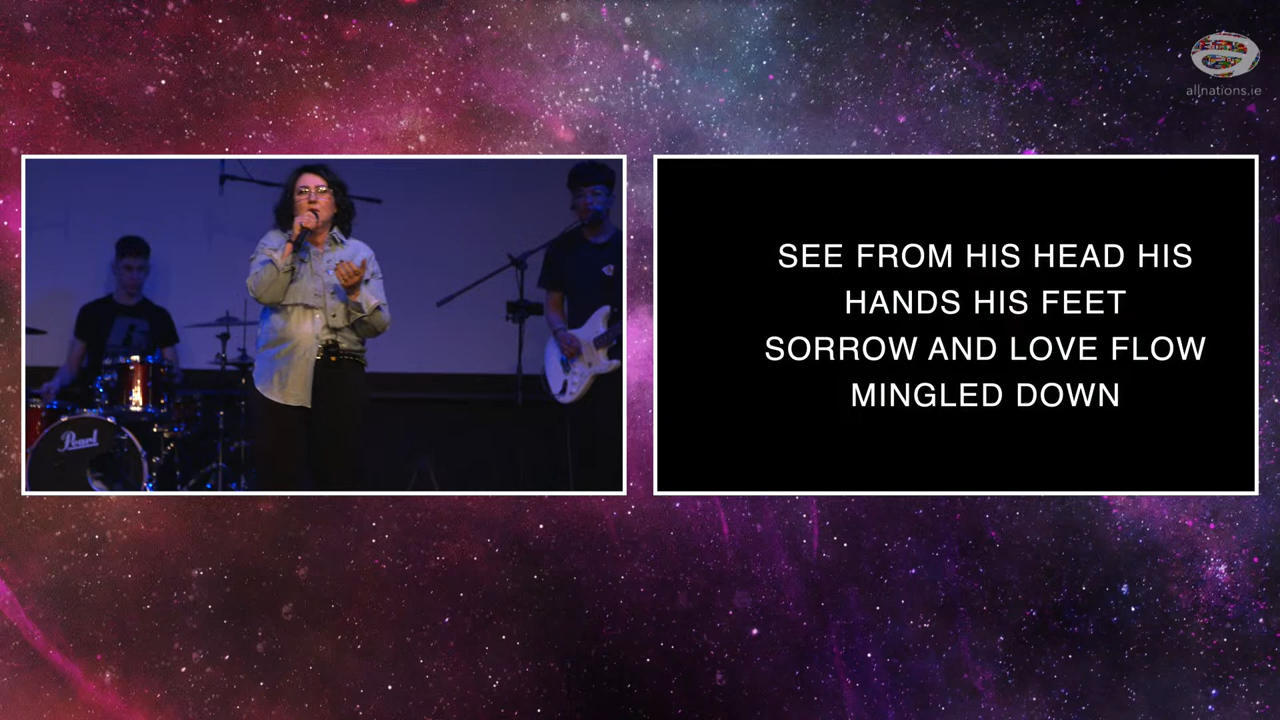 allnations.ie
Pearl
SEE FROM HIS HEAD HIS
HANDS HIS FEET
SORROW AND LOVE FLOW
MINGLED DOWN